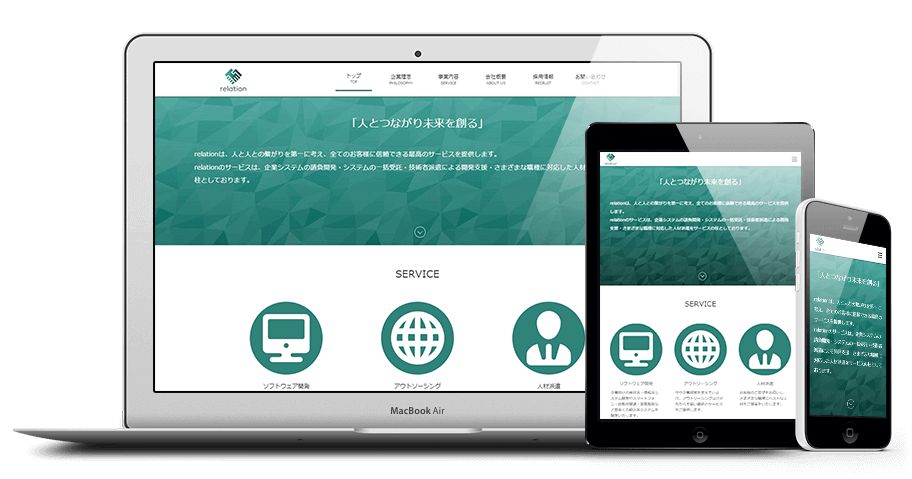 relation
トップ
TOP
企業理念
PHILOSOPHY
事業内容
SERVICE
会社概要
ABOUT US
採用情報
RECRUIT
お問い合わせ
CONTACT
「人とつながり未来を創る」
relationは、人と人との繋がりを第一に考え、全てのお客様に信頼できる最高のサービスを提供します。
relationのサービスは、企業システムの請負開発・システムの一括受託・技術者派遣による開発支援・さまざまな職種に対応した人材
柱としております。
SERVICE
ソフトウェア開発
アウトソーシング
人材派遣
MacBook Air
relation
「人とつながり未来を創る」
relationは、人と人との繋がりを第一に考え、全てのお客様に信頼できる最高のサービスを提供
します。
relationのサービスは、企業システムの請負開発・システムの一括受託・技術者派遣による開発
支援・さまざまな職種に対応した人材派遣をサービスの柱としております。
SERVICE
ソフトウェア開発
アウトソーシング
人材派遣
「人とつながり未来を創る」
relationは、人と人との繋がりを第一に
考え、全てのお客様に信頼できる最高の
サービスを提供します。
relationのサービスは、企業システムの
請負開発・システムの一括受託・技術者
派遣による開発支援・さまざまな職種に
対応した人材派遣をサービスの柱として
おります。